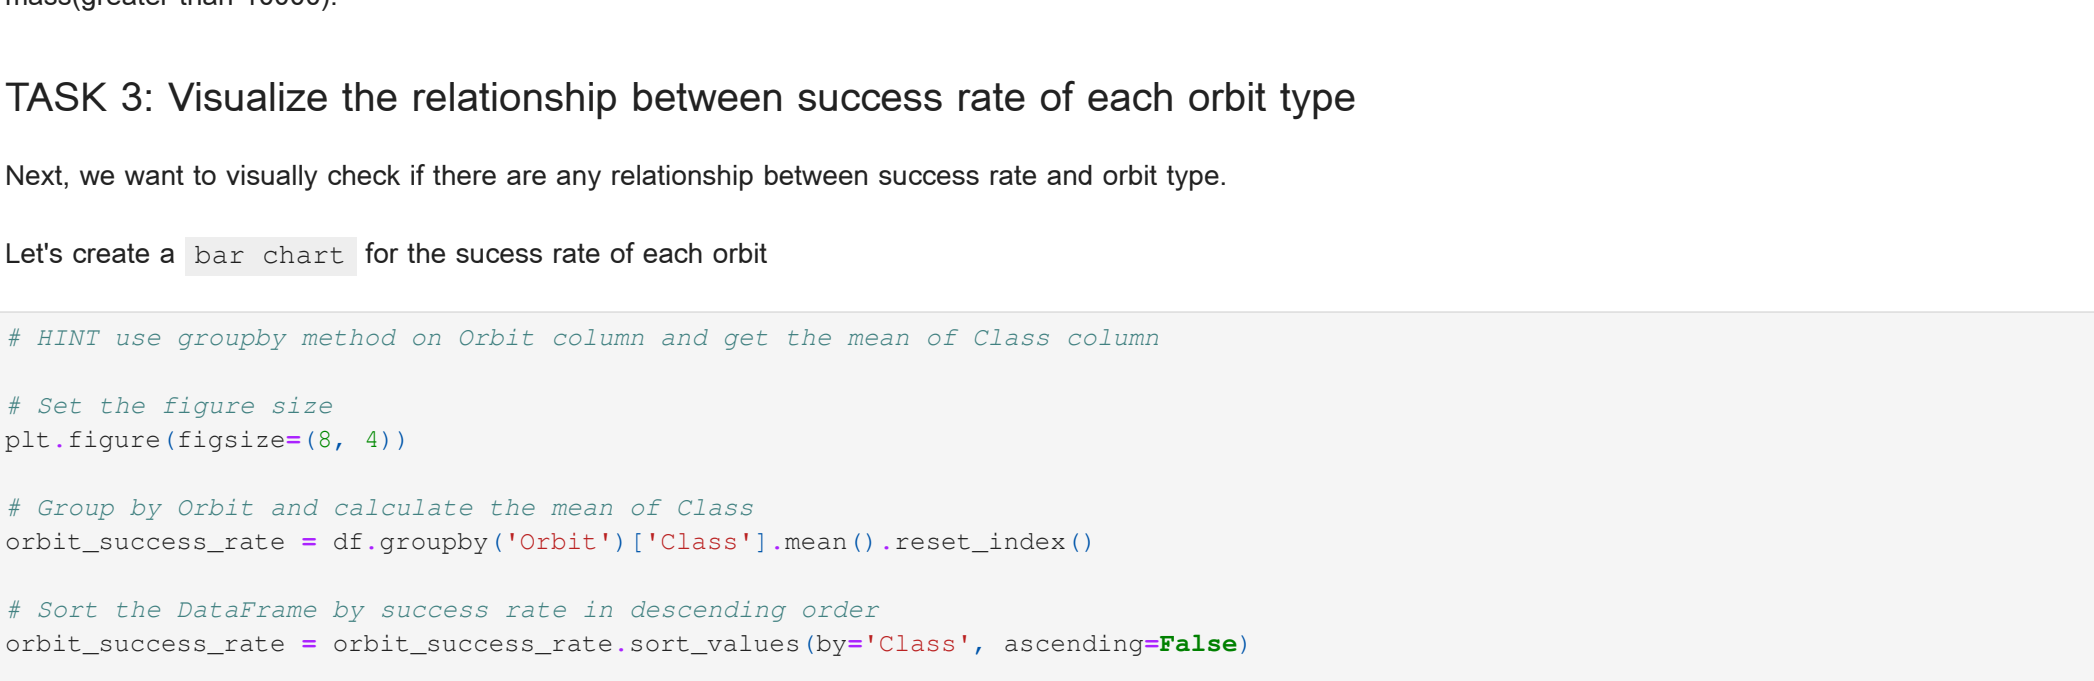 mass(greater than 10000).
TASK 3: Visualize the relationship between success rate of each orbit type
Next, we want to visually check if there are any relationship between success rate and orbit type.
Let's create a bar chart for the sucess rate of each orbit
# HINT use groupby method on Orbit column and get the mean of Class column
# Set the figure size
plt.figure(figsize=(8, 4))
# Group by Orbit and calculate the mean of Class
orbit_success_rate = df.groupby('Orbit')['Class'].mean().reset_index()
# Sort the DataFrame by success rate in descending order
orbit_success_rate = orbit_success_rate.sort_values(by='Class', ascending=False)